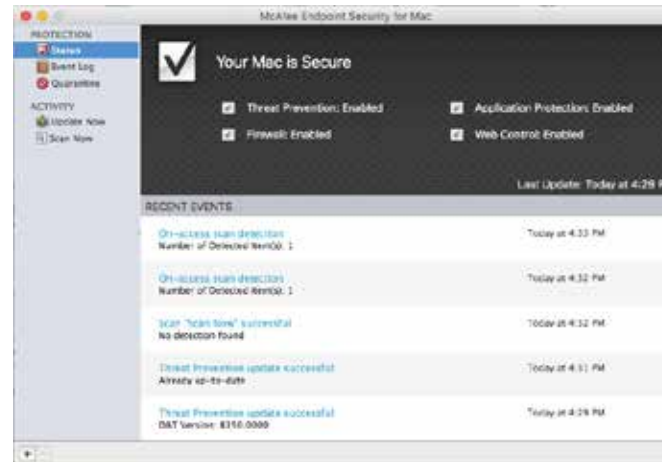 McAfee Endpoint Security for Mac
PROTECTION
Status
Event Log
Quarantine
ACTIVITY
Update Now
Scan Now
Your Mac is Secure
Threat Prevention: Enabled
Application Protection: Enabled
Firewall: Enabled
Web Control: Enabled
Last Update: Today at 4:29 P
RECENT EVENTS
On-access scan detection
Today at 4:33 PM
Number of Detected Item(s): 1
On-access scan detection
Today at 4:32 PM
Number of Detected Item(s): 1
Scan "Scan Now" successful
Today at 4:32 PM
No detection found
Threat Prevention update successful
Today at 4:31 PM
Already up-to-date
Threat Prevention update successful
Today at 4:29 PM
DAT Version: 8350.0000